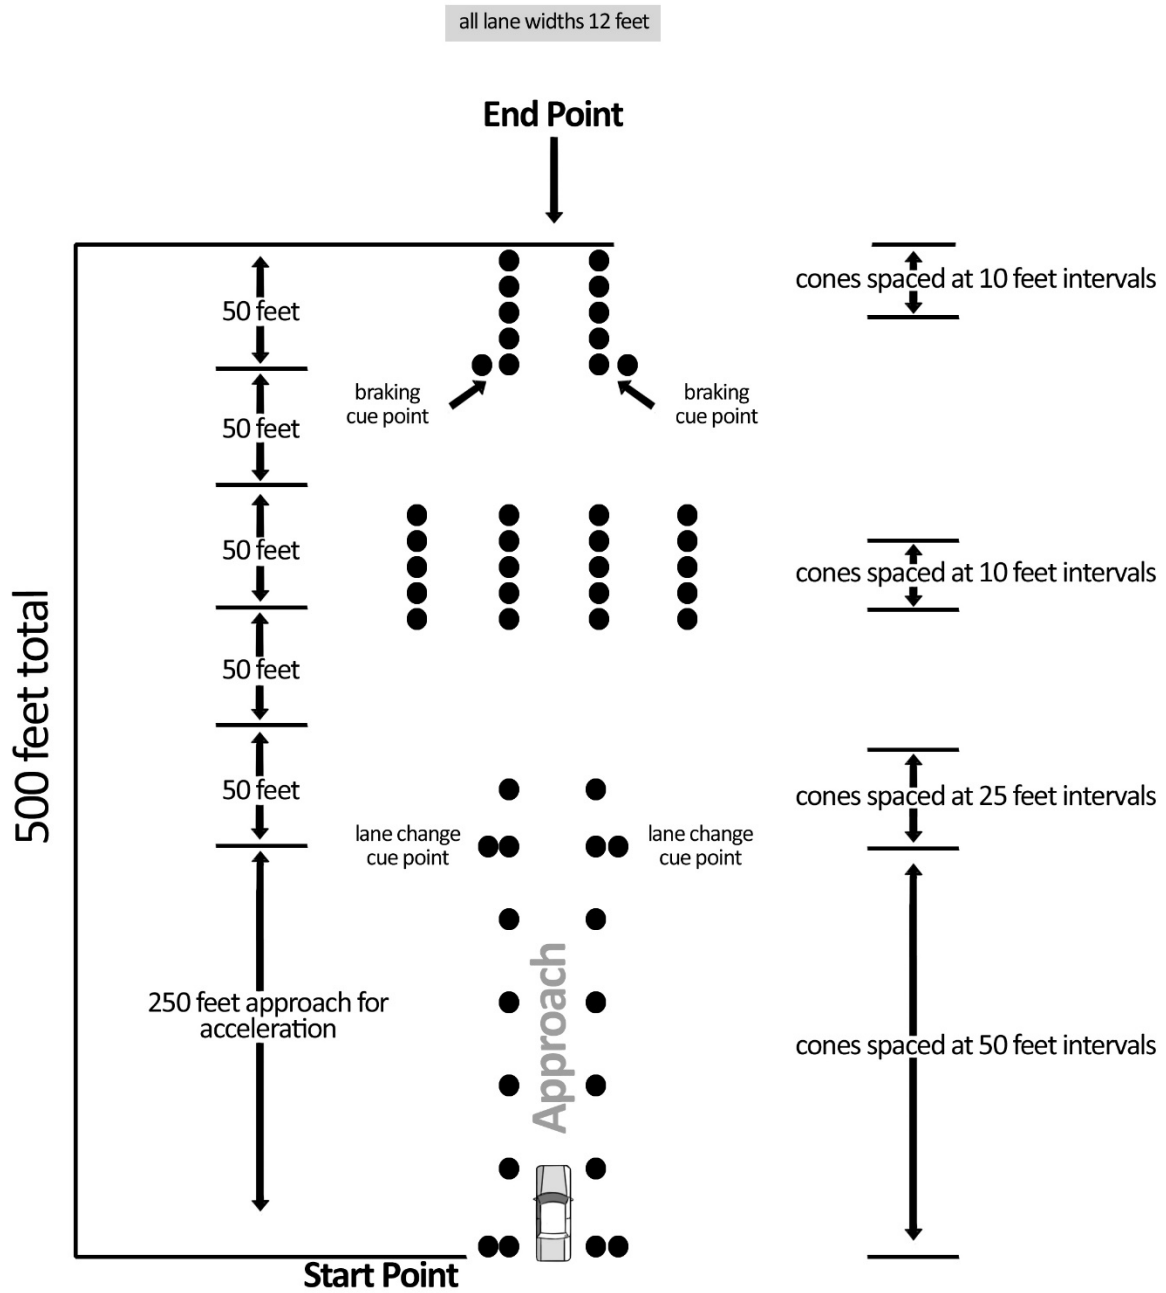 all lane widths 12 feet
End Point
50 feet
cones spaced at 10 feet intervals
braking
cue point
braking
cue point
50 feet
50 feet
cones spaced at 10 feet intervals
500 feet total
50 feet
50 feet
cones spaced at 25 feet intervals
lane change
cue point
lane change
cue point
Approach
250 feet approach for
acceleration
cones spaced at 50 feet intervals
Start Point